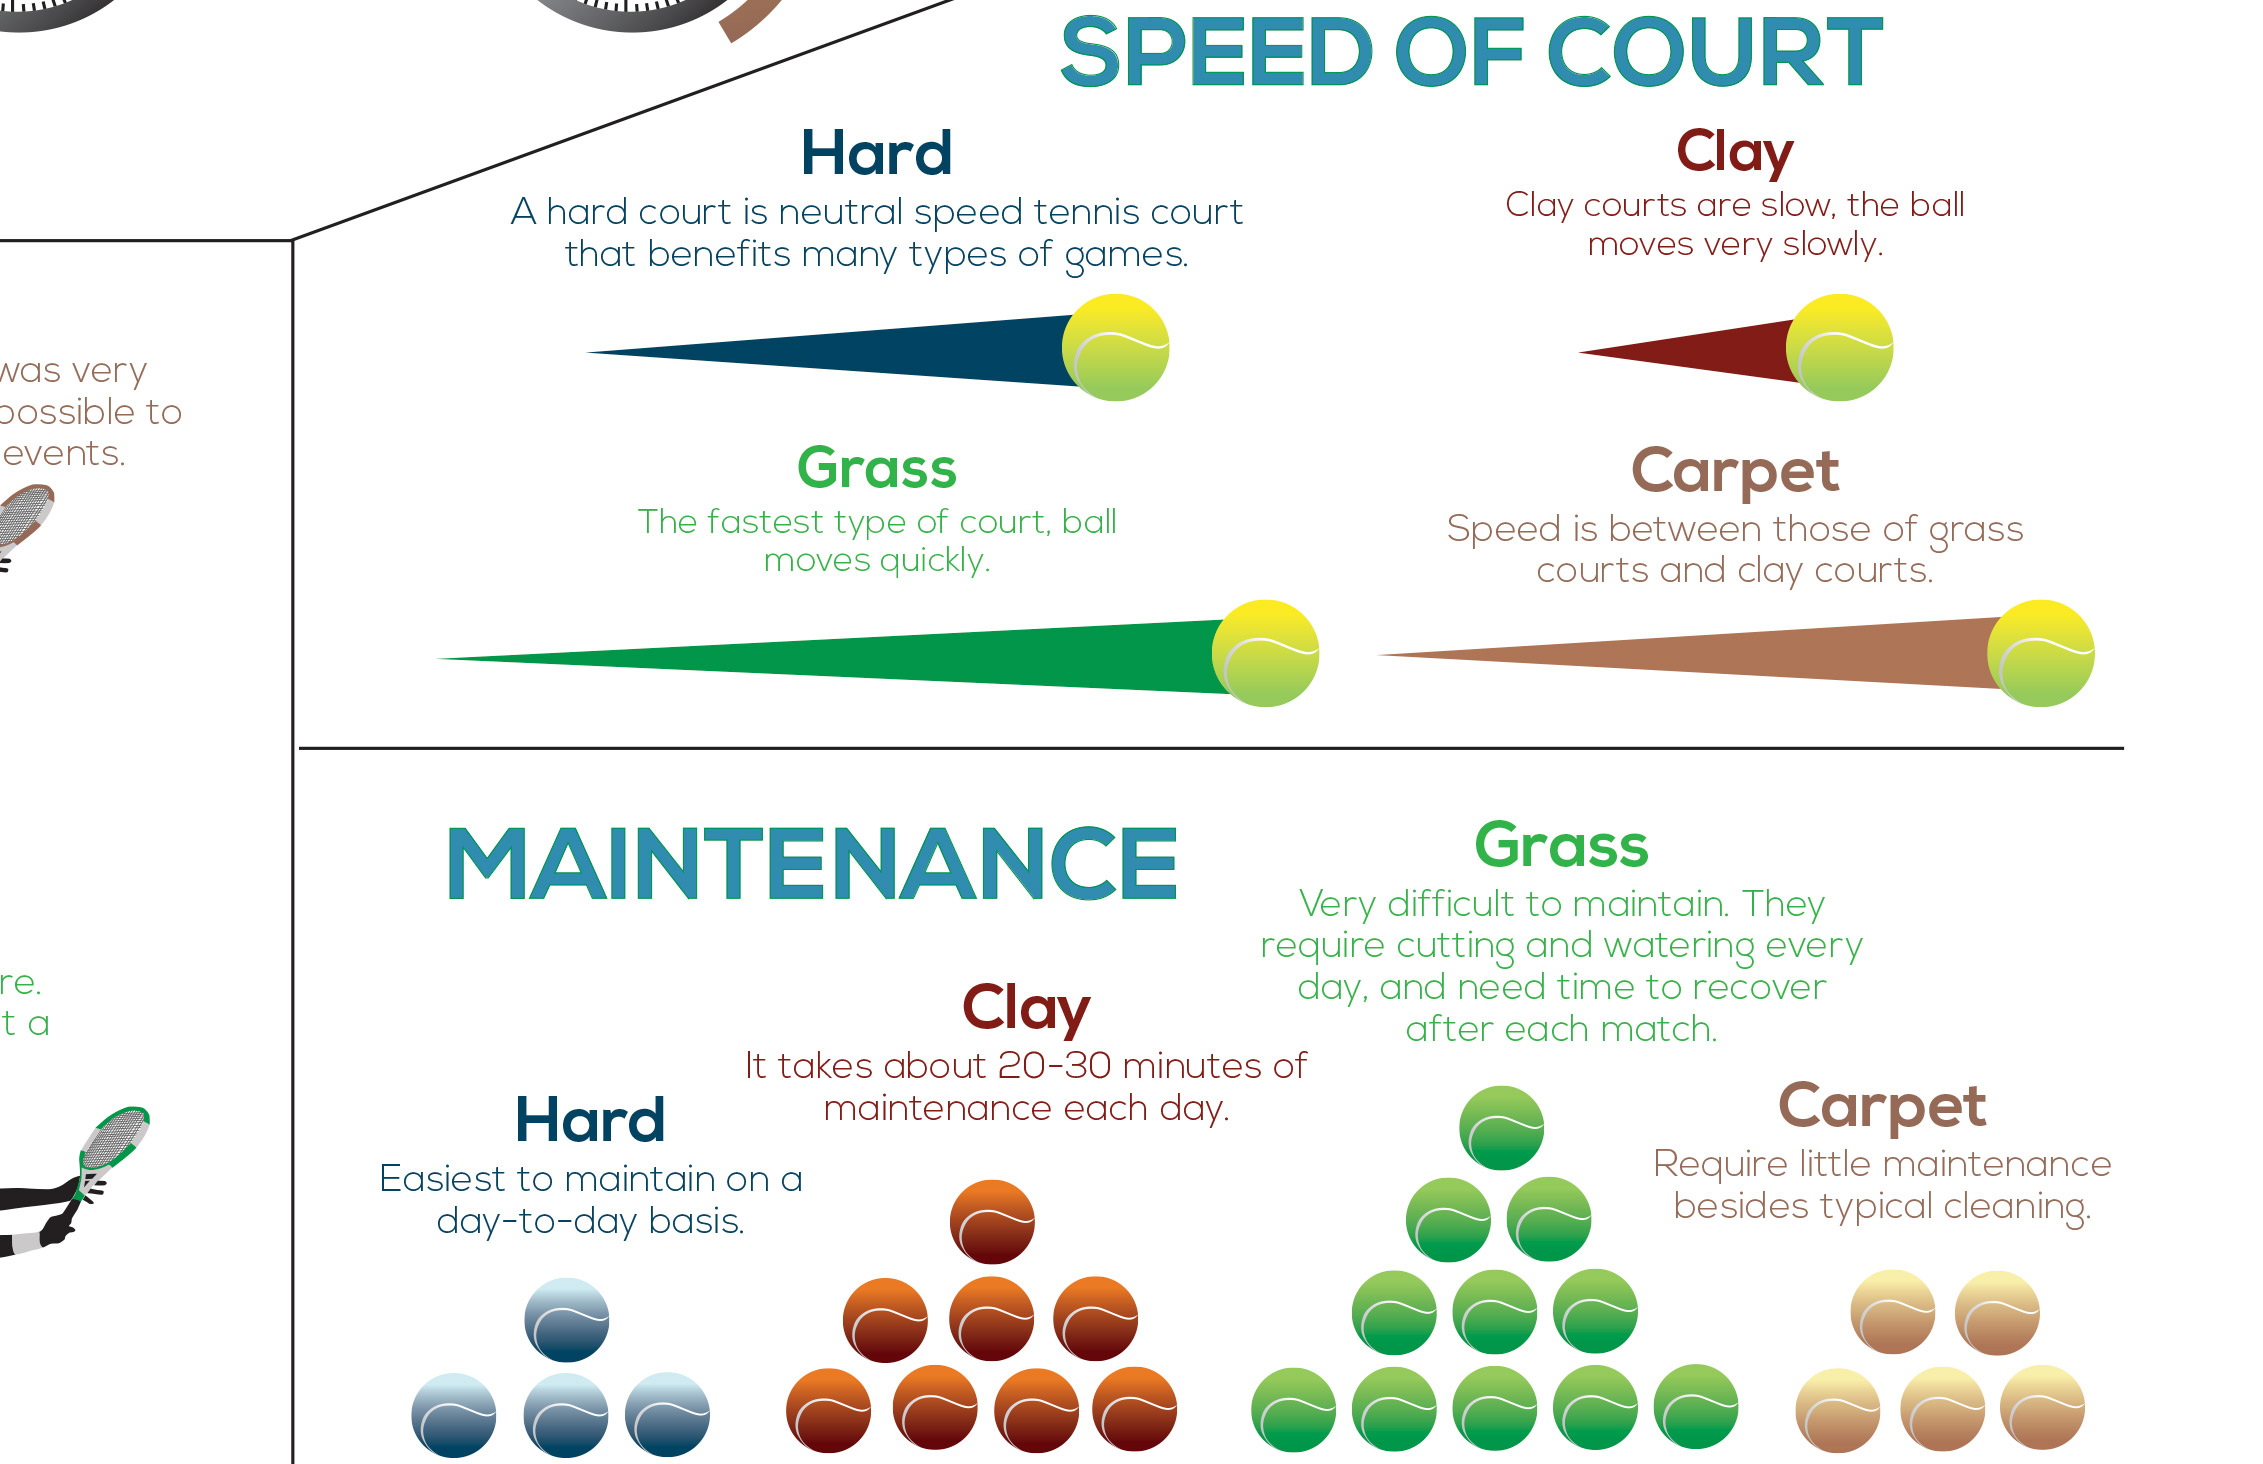 SPEED OF COURT
Hard
A hard court is neutral speed tennis court
that benefits many types of games.
Clay
Clay courts are slow, the ball
moves very slowly.
Grass
The fastest type of court, ball
moves quickly.
Carpet
Speed is between those of grass
courts and clay courts.
was very
possible to
events.
re.
t a
MAINTENANCE
Hard
Easiest to maintain on a
day-to-day basis.
Clay
It takes about 20-30 minutes of
maintenance each day.
Grass
Very difficult to maintain. They
require cutting and watering every
day, and need time to recover
after each match.
Carpet
Require little maintenance
besides typical cleaning.